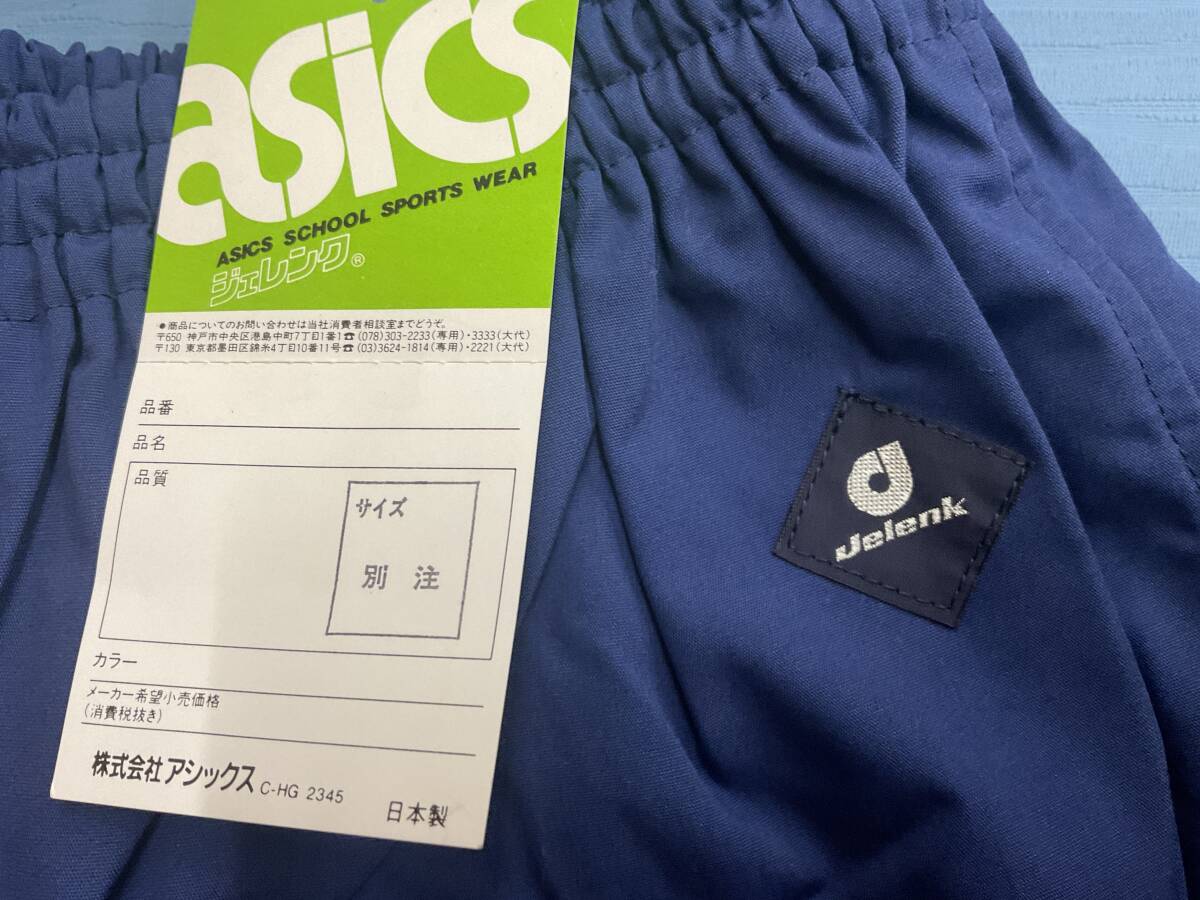 asics
ASICS SCHOOL SPORTS WEAR
ジェレンク®
●商品についてのお問い合わせは当社消費者相談室までどうぞ。
〒650 神戸市中央区港島中町7丁目1番1☎(078)303-2233(専用)・3333(大代)
〒130 東京都墨田区錦糸4丁目10番11号☎(03)3624-1814(専用)・2221(大代)
品番
品名
品質
サイズ
別注
カラー
メーカー希望小売価格
(消費税抜き)
株式会社アシックス C-HG 2345
日本製
Jelenk